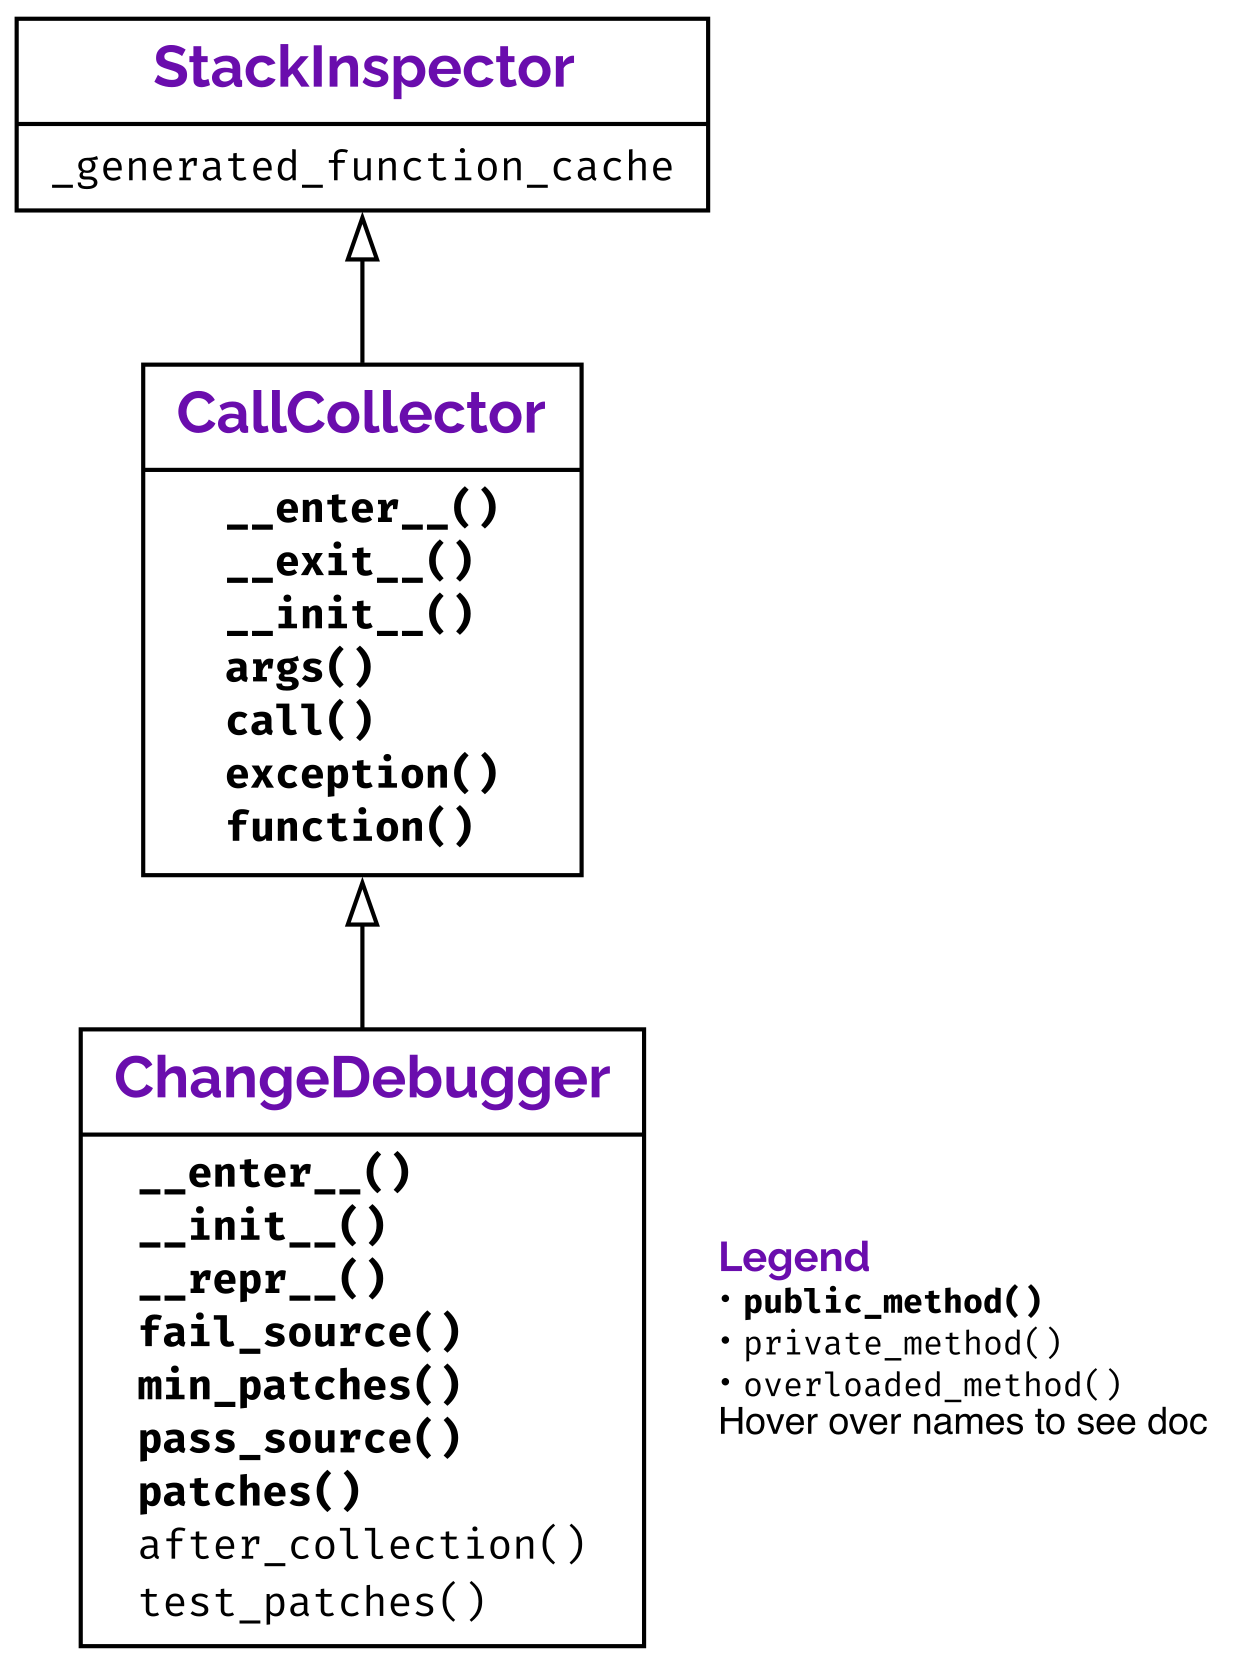 StackInspector
_generated_function_cache
CallCollector
__enter__()
__exit__()
__init__()
args()
call()
exception()
function()
ChangeDebugger
__enter__()
__init__()
__repr__()
fail_source()
min_patches()
pass_source()
patches()
after_collection()
test_patches()
Legend
• public_method()
• private_method()
• overloaded_method()
Hover over names to see doc